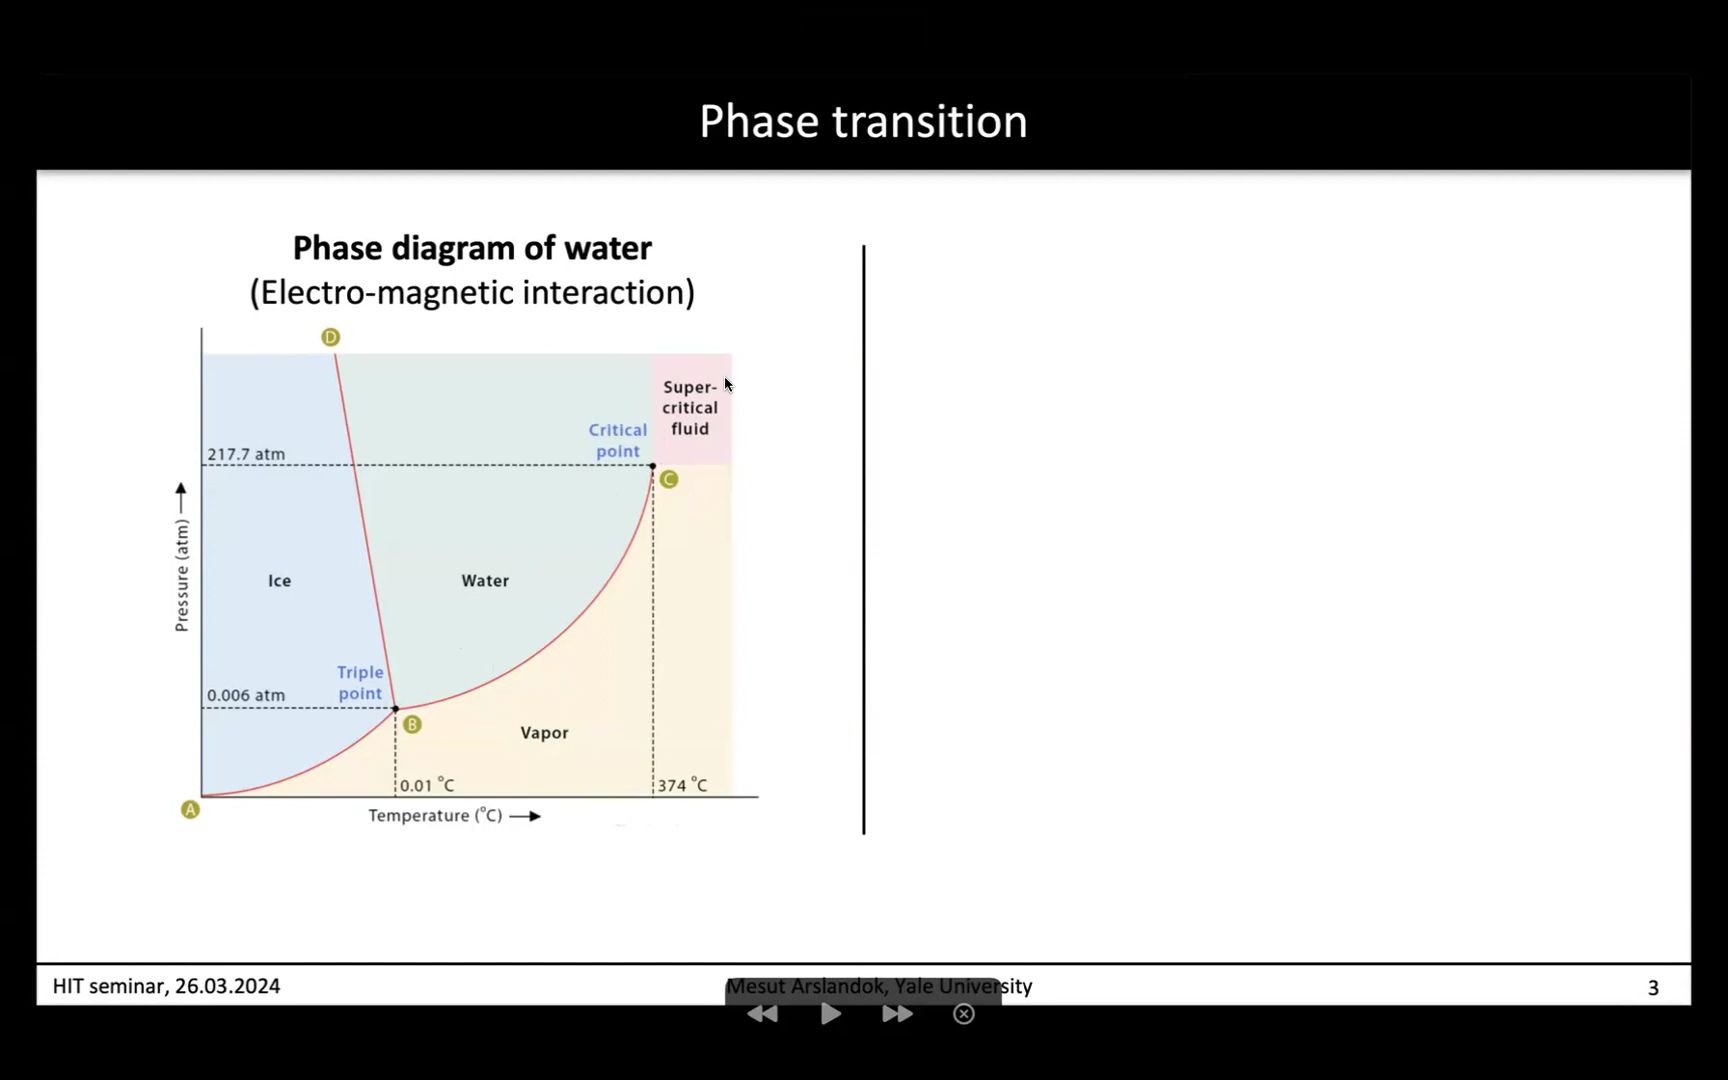 Phase transition
Phase diagram of water
(Electro-magnetic interaction)
D
Super-
critical
fluid
Critical
point
217.7 atm
C
Pressure (atm)
Ice
Water
Triple
point
0.006 atm
B
Vapor
0.01 °C
374 °C
A
Temperature (°C)
HIT seminar, 26.03.2024
Mesut Arslandok, Yale University
3